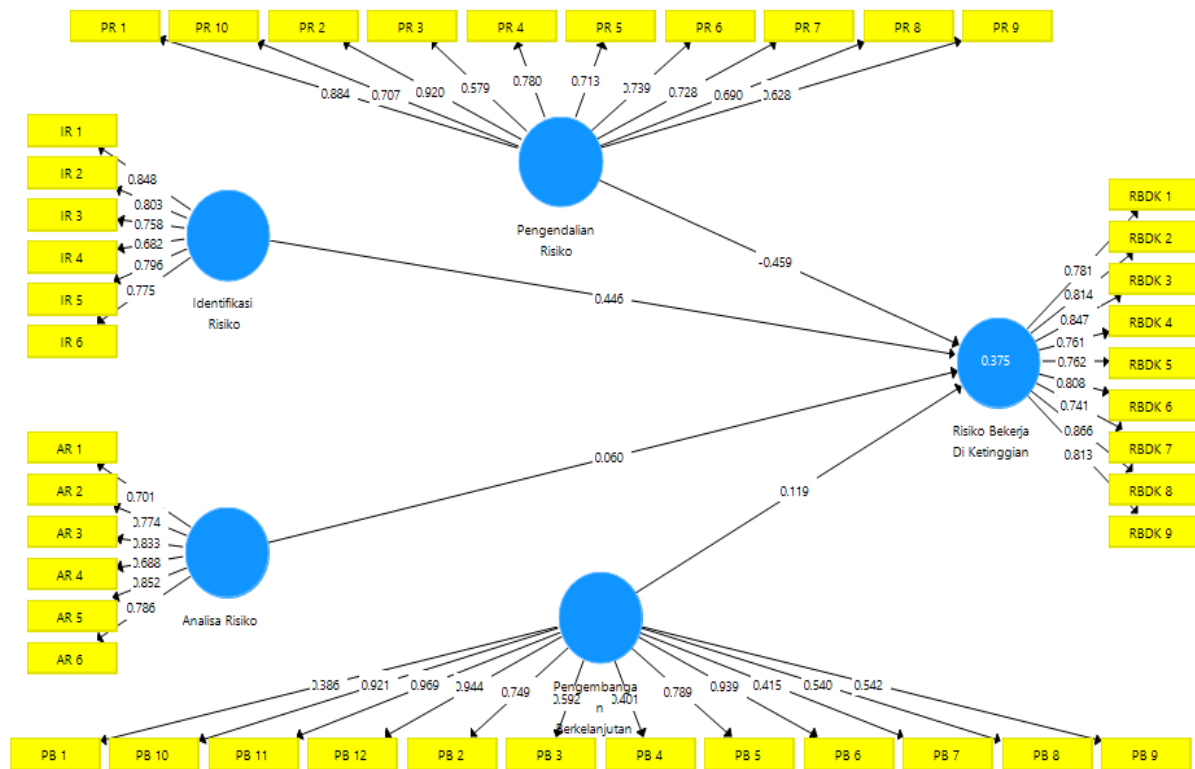 PR 1 PR 10 PR 2 PR 3 PR 4 PR 5 PR 6 PR 7 PR 8 PR 9
0.884 0.707 0.920 0.579 0.780 0.713 0.739 0.728 0.690 0.628
IR 1
IR 2
IR 3
IR 4
IR 5
IR 6
0.848
0.803
0.758
0.682
0.796
0.775
Identifikasi
Risiko
Pengendalian
Risiko
-0.459
0.446
0.060
0.119
AR 1
AR 2
AR 3
AR 4
AR 5
AR 6
0.701
0.774
0.833
0.688
0.852
0.786
Analisa Risiko
0.375
Risiko Bekerja
Di Ketinggian
0.781
0.814
0.847
0.761
0.762
0.808
0.741
0.866
0.813
RBDK 1
RBDK 2
RBDK 3
RBDK 4
RBDK 5
RBDK 6
RBDK 7
RBDK 8
RBDK 9
Pengembanga
n
Berkelanjutan
0.386 0.921 0.969 0.944 0.749 0.592 0.401 0.789 0.939 0.415 0.540 0.542
PB 1 PB 10 PB 11 PB 12 PB 2 PB 3 PB 4 PB 5 PB 6 PB 7 PB 8 PB 9